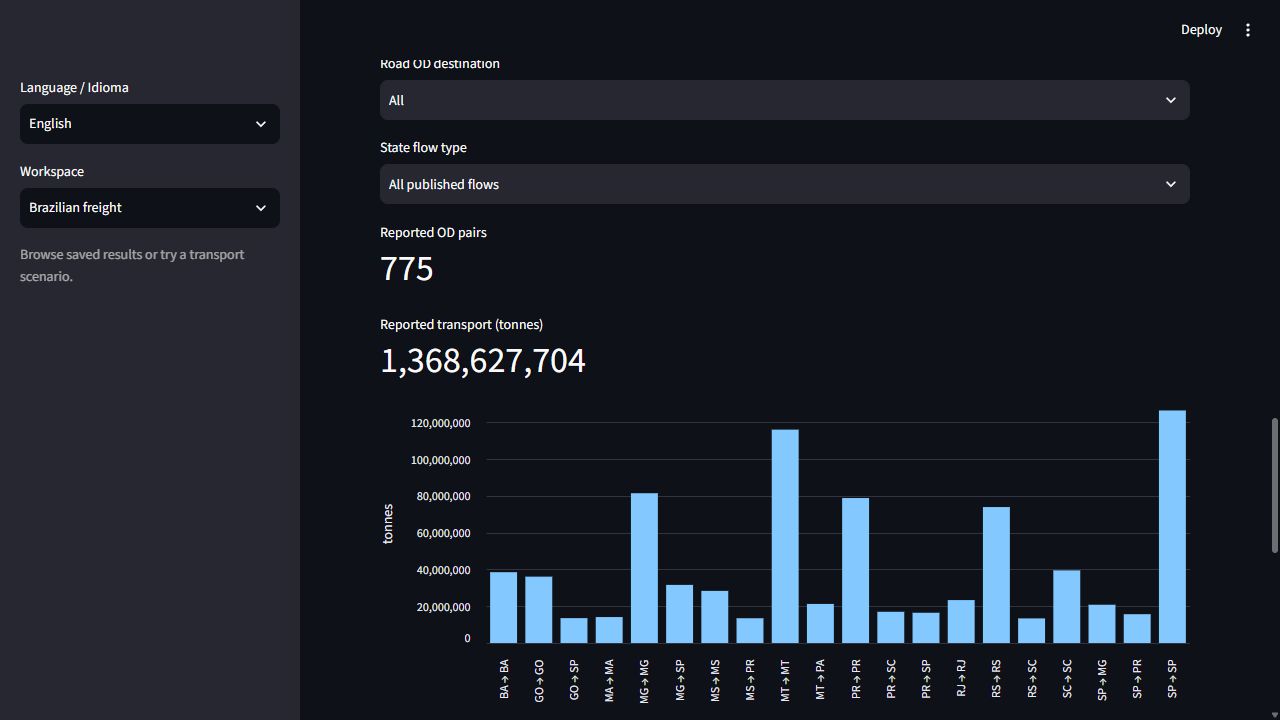 Deploy
Language / Idioma
English
Workspace
Brazilian freight
Browse saved results or try a transport
scenario.
Road OD destination
All
State flow type
All published flows
Reported OD pairs
775
Reported transport (tonnes)
1,368,627,704
tonnes
120,000,000
100,000,000
80,000,000
60,000,000
40,000,000
20,000,000
0
BA → BA
GO → GO
GO → SP
MA → MA
MG → MG
MG → SP
MS → MS
MS → PR
MT → MT
MT → PA
PR → PR
PR → SC
PR → SP
RJ → RJ
RS → RS
RS → SC
SC → SC
SP → MG
SP → PR
SP → SP